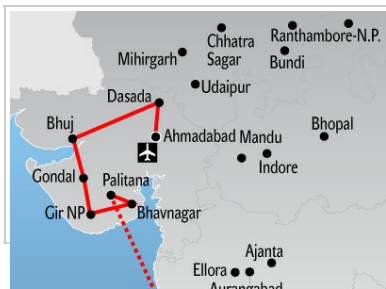 Chhatra
Sagar
Ranthambore-N.P.
Mihirgarh
Bundi
Udaipur
Dasada
Bhuj
Ahmadabad
Mandu
Bhopal
Indore
Gondal
Palitana
Gir NP
Bhavnagar
Ajanta
Ellora
Aurangabad